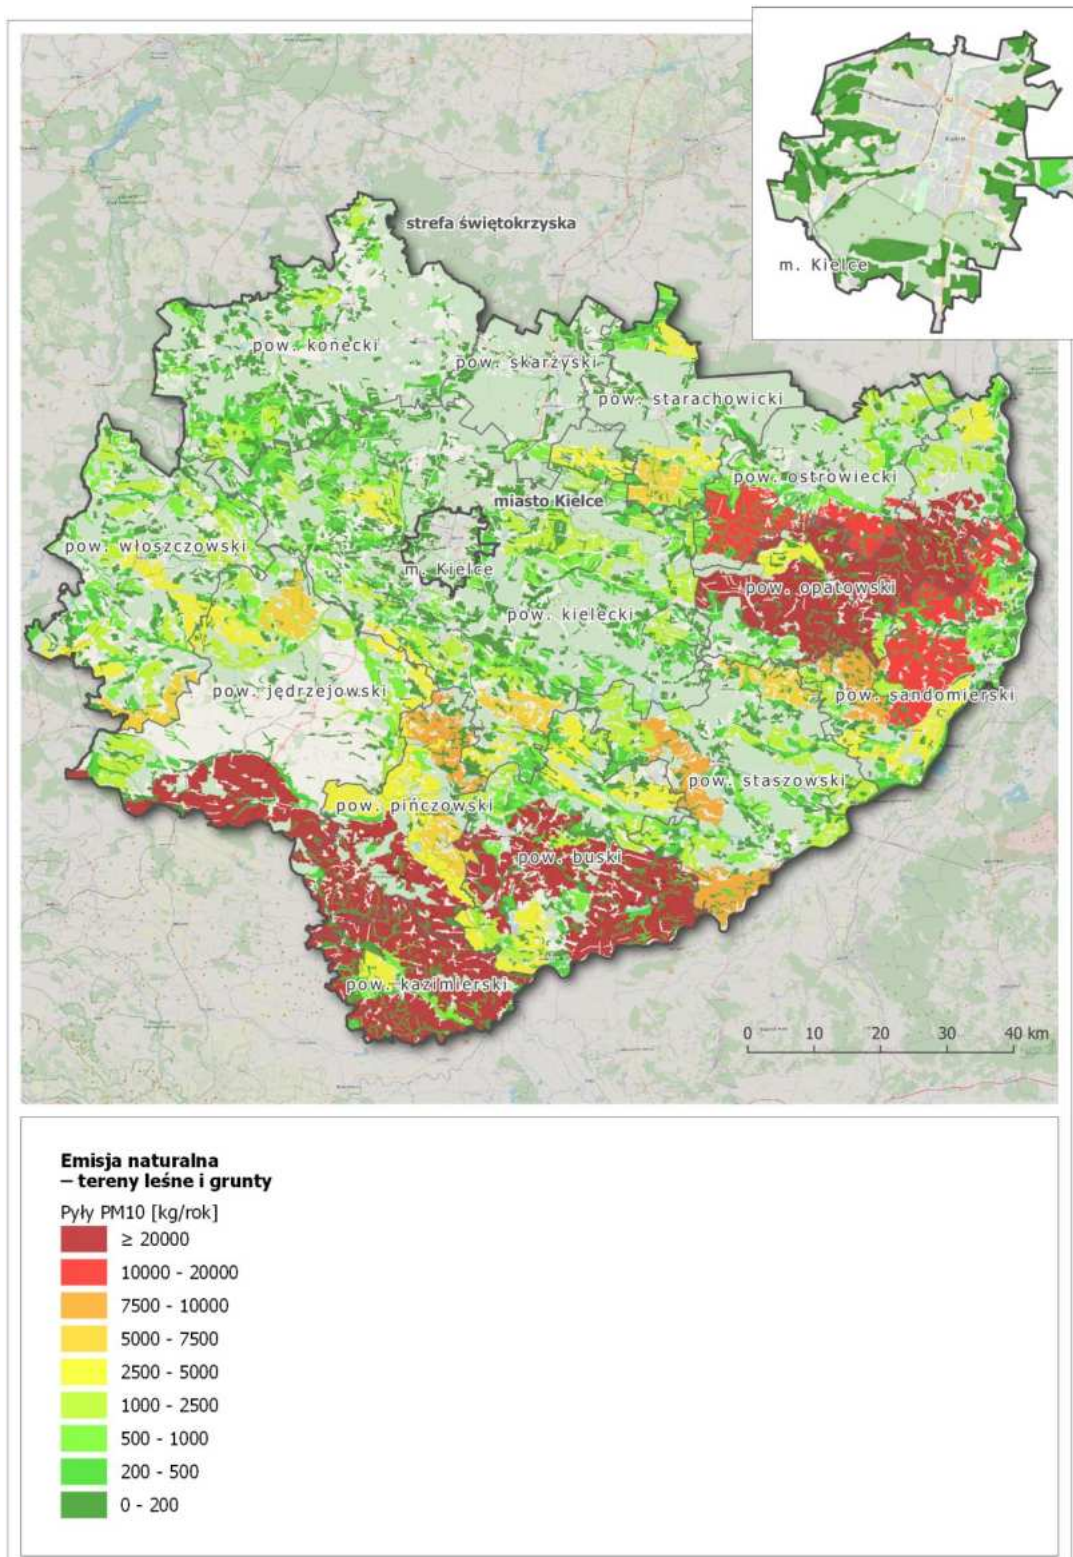 Kielce
m. Kielce
strefa świętokrzyska
pow. konecki
pow. skarżyski
pow. starachowicki
pow. ostrowiecki
miasto Kielce
pow. włoszczowski
m. Kielce
pow. opatowski
pow. kielecki
pow. jędrzejowski
pow. sandomierski
pow. staszowski
pow. pińczowski
pow. buski
pow. kazimierski
0 10 20 40 km
Emisja naturalna
– tereny leśne i grunty
Pyły PM10 [kg/rok]
≥ 20000
10000 - 20000
7500 - 10000
5000 - 7500
2500 - 5000
1000 - 2500
500 - 1000
200 - 500
0 - 200